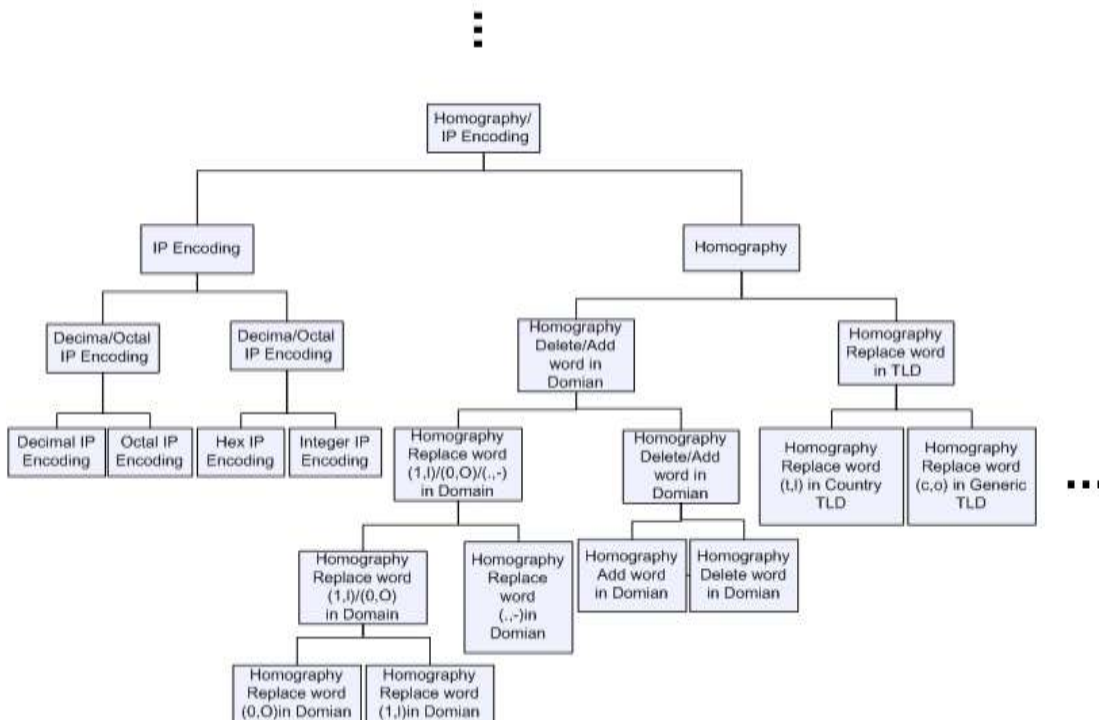 Homography/
IP Encoding
IP Encoding
Homography
Decima/Octal
IP Encoding
Decima/Octal
IP Encoding
Homography
Delete/Add
word in
Domian
Homography
Replace word
in TLD
Decimal IP
Encoding
Octal IP
Encoding
Hex IP
Encoding
Integer IP
Encoding
Homography
Replace word
(1,l)/(0,O)/(.,-)
in Domain
Homography
Delete/Add
word in
Domian
Homography
Replace word
(t,l) in Country
TLD
Homography
Replace word
(c,o) in Generic
TLD
Homography
Replace word
(1,l)/(0,O)
in Domain
Homography
Replace
word
(.,-)in
Domian
Homography
Add word
in Domian
Homography
Delete word
in Domian
Homography
Replace word
(0,O)in Domian
Homography
Replace word
(1,l)in Domian